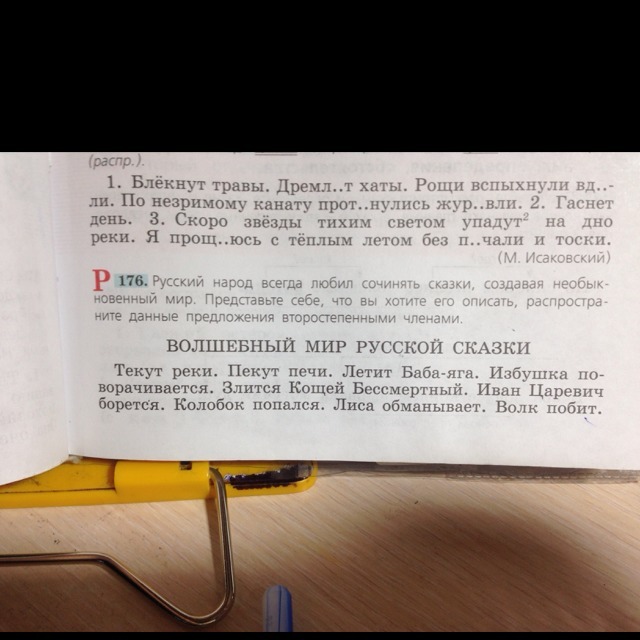 (распр.).
1. Блёкнут травы. Дремл..т хаты. Рощи вспыхнули вд..-
ли. По незримому канату прот..нулись жур..вли. 2. Гаснет
день. 3. Скоро звёзды тихим светом упадут² на дно
реки. Я прощ..юсь с тёплым летом без п..чали и тоски.
(М. Исаковский)
Р 176. Русский народ всегда любил сочинять сказки, создавая необык-
новенный мир. Представьте себе, что вы хотите его описать, распростра-
ните данные предложения второстепенными членами.
ВОЛШЕБНЫЙ МИР РУССКОЙ СКАЗКИ
Текут реки. Пекут печи. Летит Баба-яга. Избушка по-
ворачивается. Злится Кощей Бессмертный. Иван Царевич
борется. Колобок попался. Лиса обманывает. Волк побит.